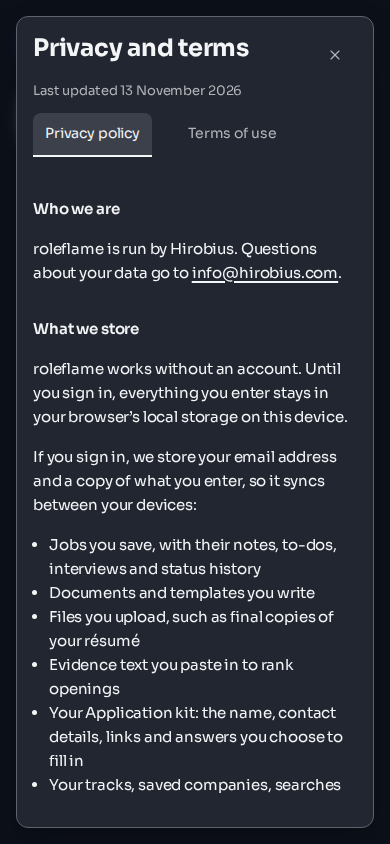 Privacy and terms
Last updated 13 November 2026
Privacy policy
Terms of use
Who we are
roleflame is run by Hirobius. Questions
about your data go to info@hirobius.com.
What we store
roleflame works without an account. Until
you sign in, everything you enter stays in
your browser’s local storage on this device.
If you sign in, we store your email address
and a copy of what you enter, so it syncs
between your devices:
• Jobs you save, with their notes, to-dos,
interviews and status history
• Documents and templates you write
• Files you upload, such as final copies of
your résumé
• Evidence text you paste in to rank
openings
• Your Application kit: the name, contact
details, links and answers you choose to
fill in
• Your tracks, saved companies, searches